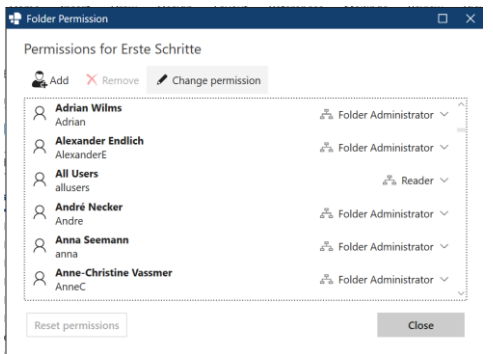 Folder Permission
Permissions for Erste Schritte
Add Remove Change permission
Adrian Wilms
Adrian
Folder Administrator
Alexander Endlich
AlexanderE
Folder Administrator
All Users
allusers
Reader
André Necker
Andre
Folder Administrator
Anna Seemann
anna
Folder Administrator
Anne-Christine Vassmer
AnneC
Folder Administrator
Reset permissions Close